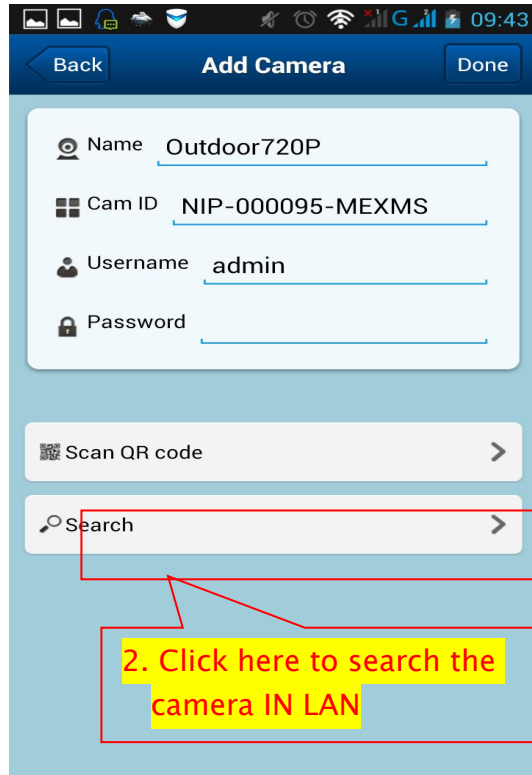 G 09:43
Back Add Camera Done
Name Outdoor720P
Cam ID NIP-000095-MEXMS
Username admin
Password
Scan QR code
Search
2. Click here to search the
camera IN LAN